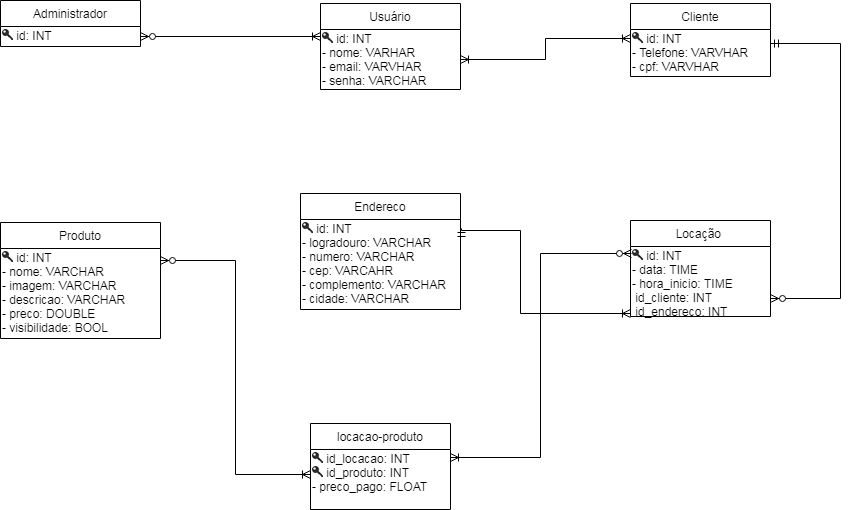 Administrador
id: INT
Usuário
id: INT
- nome: VARHAR
- email: VARVHAR
- senha: VARCHAR
Cliente
id: INT
- Telefone: VARVHAR
- cpf: VARVHAR
Produto
id: INT
- nome: VARCHAR
- imagem: VARCHAR
- descricao: VARCHAR
- preco: DOUBLE
- visibilidade: BOOL
Endereco
id: INT
- logradouro: VARCHAR
- numero: VARCHAR
- cep: VARCAHR
- complemento: VARCHAR
- cidade: VARCHAR
Locação
id: INT
- data: TIME
- hora_inicio: TIME
id_cliente: INT
id_endereco: INT
locacao-produto
id_locacao: INT
id_produto: INT
- preco_pago: FLOAT